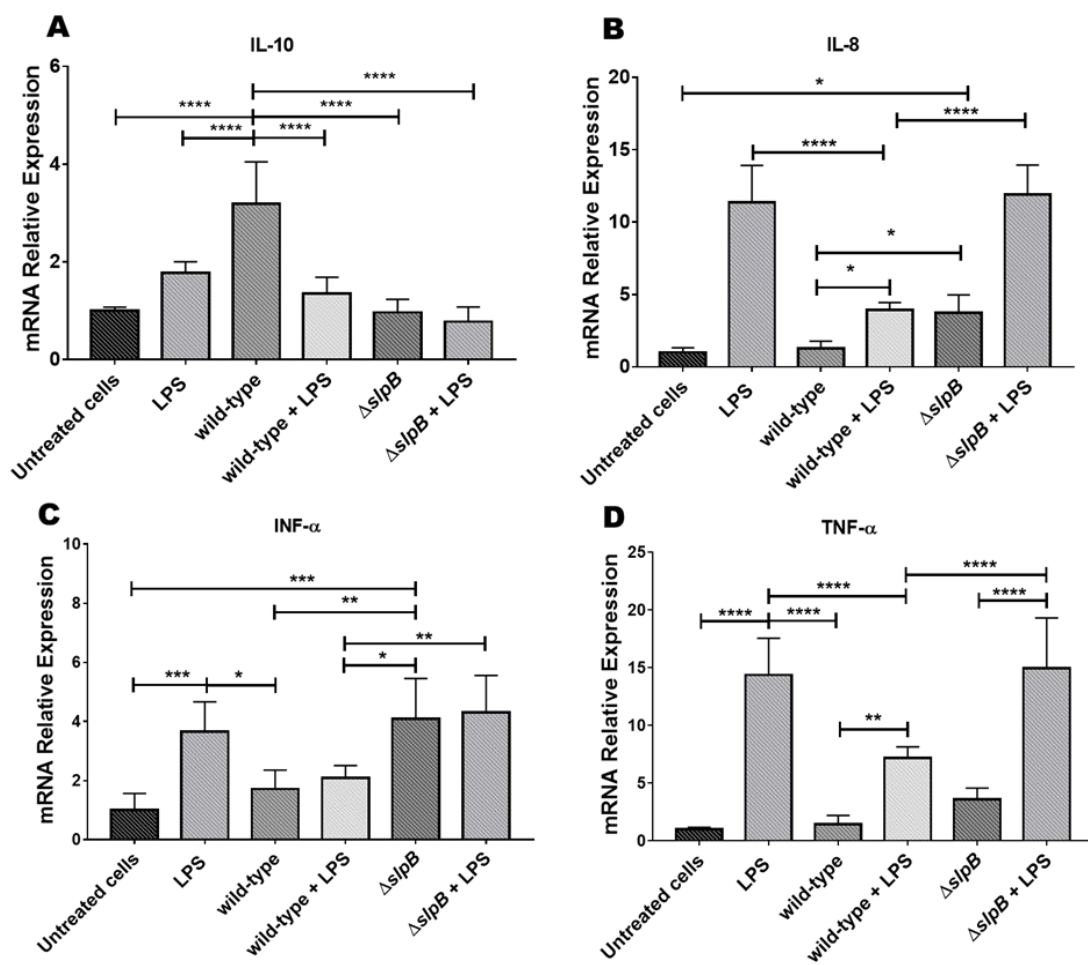 A
IL-10
mRNA Relative Expression
6
4
2
0
****
****
****
****
****
Untreated cells
LPS
wild-type
wild-type + LPS
ΔslpB
ΔslpB + LPS
B
IL-8
mRNA Relative Expression
20
15
10
5
0
*
****
****
*
*
Untreated cells
LPS
wild-type
wild-type + LPS
ΔslpB
ΔslpB + LPS
C
INF-α
mRNA Relative Expression
10
8
6
4
2
0
***
**
**
*
***
*
Untreated cells
LPS
wild-type
wild-type + LPS
ΔslpB
ΔslpB + LPS
D
TNF-α
mRNA Relative Expression
25
20
15
10
5
0
****
****
****
****
****
**
Untreated cells
LPS
wild-type
wild-type + LPS
ΔslpB
ΔslpB + LPS